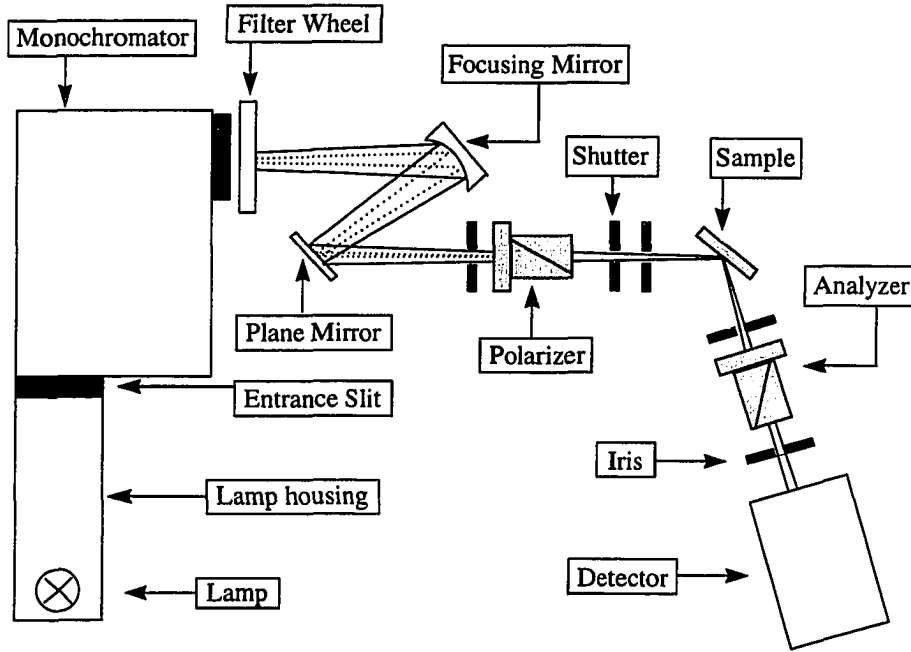 Filter Wheel
Monochromator
Focusing Mirror
Shutter
Sample
Analyzer
Plane Mirror
Polarizer
Entrance Slit
Iris
Lamp housing
Detector
Lamp